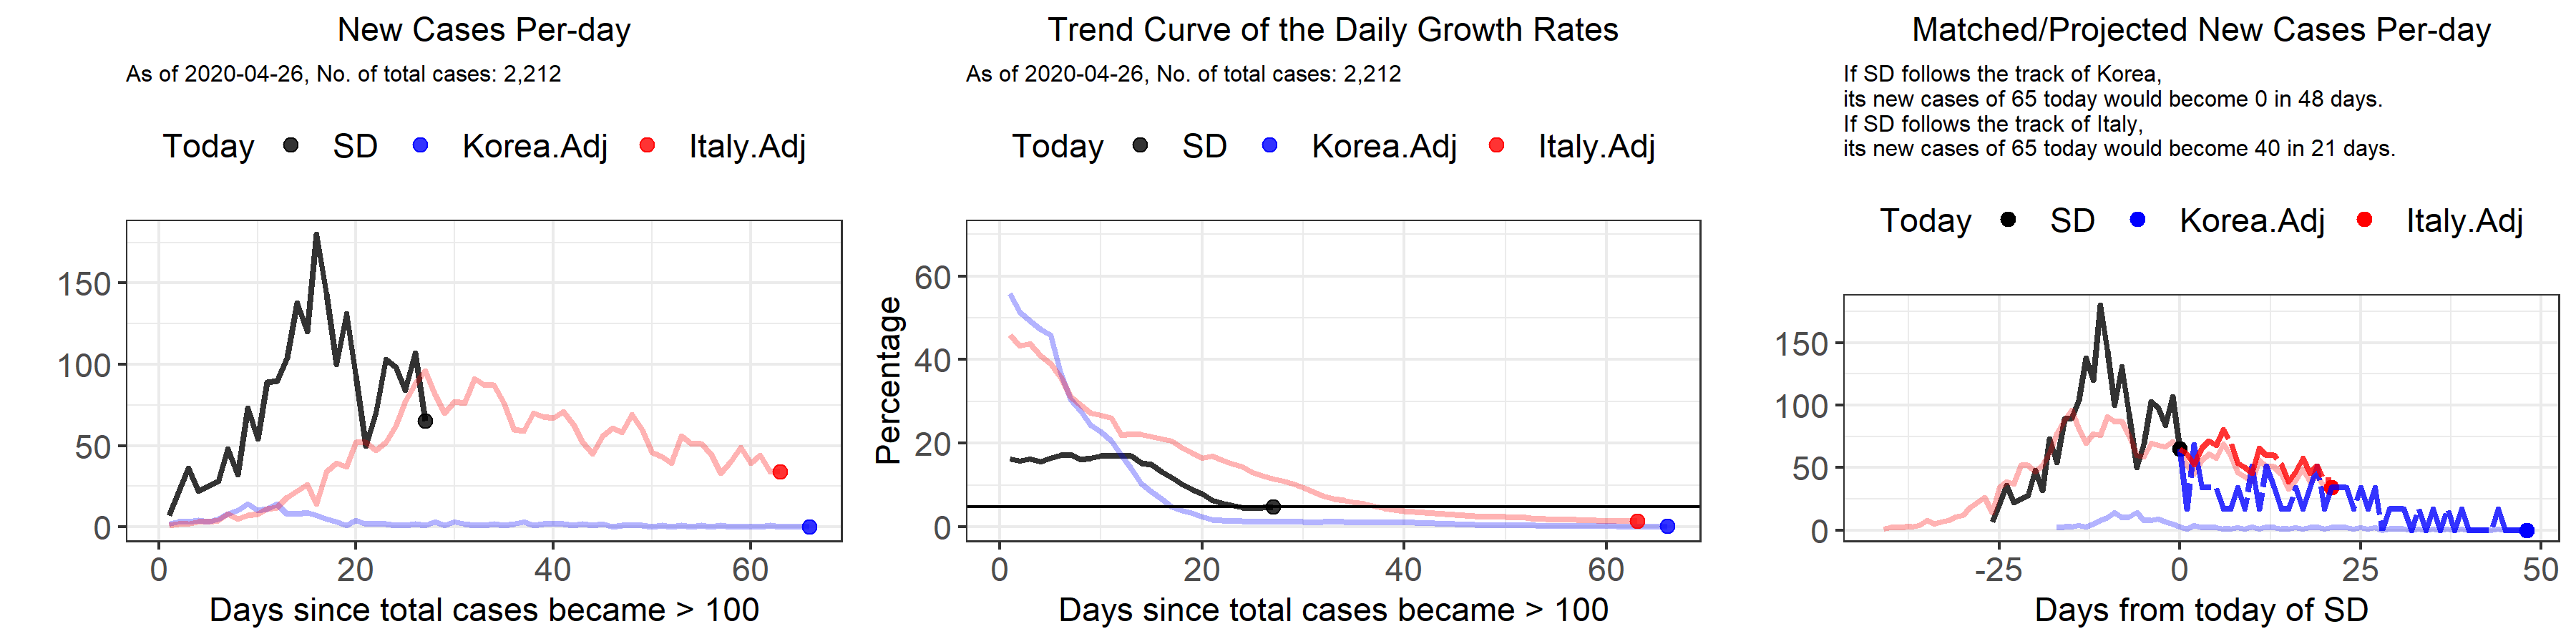 New Cases Per-day
As of 2020-04-26, No. of total cases: 2,212
Today SD Korea.Adj Italy.Adj
150
100
50
0
0 20 40 60
Days since total cases became > 100
Trend Curve of the Daily Growth Rates
As of 2020-04-26, No. of total cases: 2,212
Today SD Korea.Adj Italy.Adj
Percentage
60
40
20
0
0 20 40 60
Days since total cases became > 100
Matched/Projected New Cases Per-day
If SD follows the track of Korea,
its new cases of 65 today would become 0 in 48 days.
If SD follows the track of Italy,
its new cases of 65 today would become 40 in 21 days.
Today SD Korea.Adj Italy.Adj
150
100
50
0
-25 0 25 50
Days from today of SD